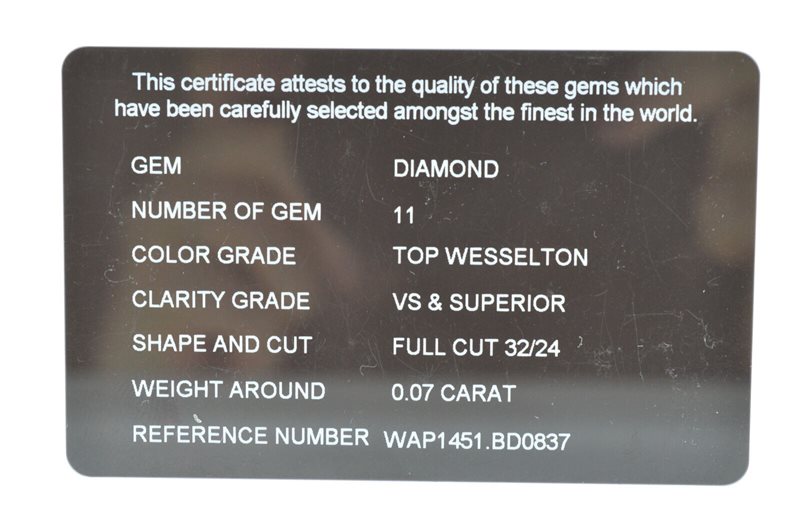 This certificate attests to the quality of these gems which
have been carefully selected amongst the finest in the world.
GEM DIAMOND
NUMBER OF GEM 11
COLOR GRADE TOP WESSELTON
CLARITY GRADE VS & SUPERIOR
SHAPE AND CUT FULL CUT 32/24
WEIGHT AROUND 0.07 CARAT
REFERENCE NUMBER WAP1451.BD0837